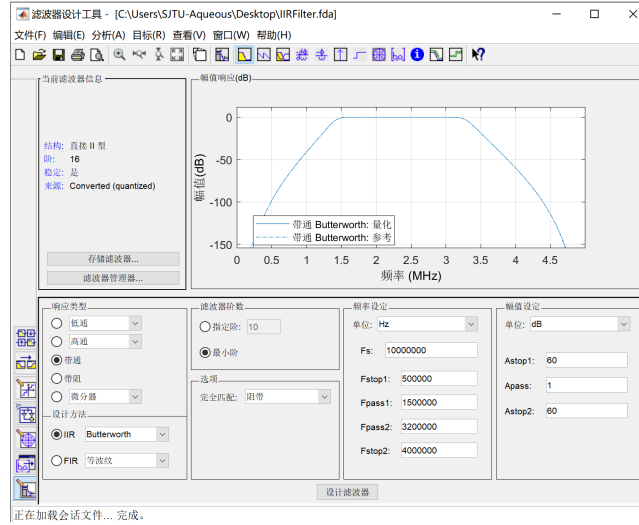 滤波器设计工具 - [C:\Users\SJTU-Aqueous\Desktop\IIRFilter.fda]
文件(F) 编辑(E) 分析(A) 目标(R) 查看(V) 窗口(W) 帮助(H)
当前滤波器信息
结构: 直接 II 型
阶: 16
稳定: 是
来源: Converted (quantized)
存储滤波器...
滤波器管理器...
幅值响应(dB)
幅值(dB)
0
-50
-100
-150
带通 Butterworth: 量化
带通 Butterworth: 参考
0 0.5 1 1.5 2 2.5 3 3.5 4 4.5
频率 (MHz)
响应类型
低通
高通
带通
带阻
微分器
设计方法
IIR Butterworth
FIR 等波纹
滤波器阶数
指定阶: 10
最小阶
选项
完全匹配: 阻带
频率设定
单位: Hz
Fs: 10000000
Fstop1: 500000
Fpass1: 1500000
Fpass2: 3200000
Fstop2: 4000000
幅值设定
单位: dB
Astop1: 60
Apass: 1
Astop2: 60
设计滤波器
正在加载会话文件... 完成。